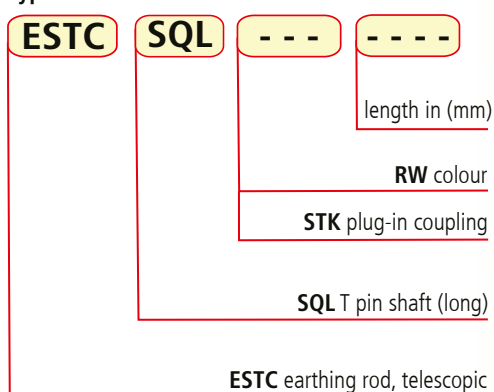 ESTC SQL - - - - - - -
length in (mm)
RW colour
STK plug-in coupling
SQL T pin shaft (long)
ESTC earthing rod, telescopic